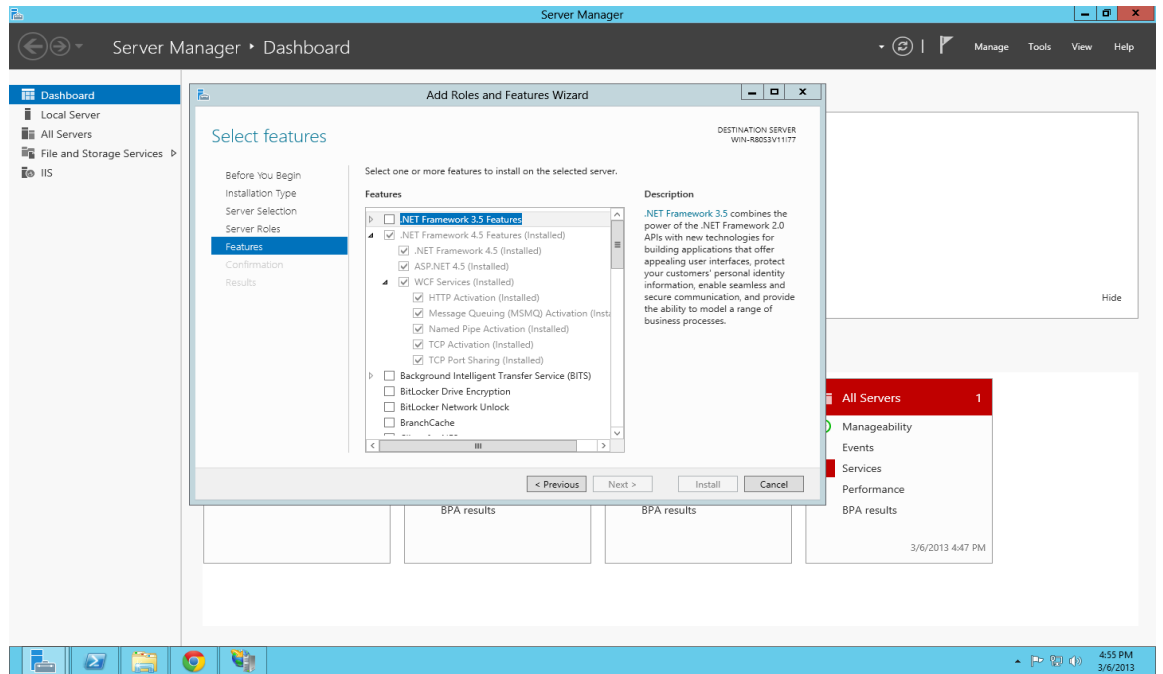 Server Manager
Server Manager • Dashboard
Manage Tools View Help
Dashboard
Local Server
All Servers
File and Storage Services
IIS
Add Roles and Features Wizard
Select features
DESTINATION SERVER
WIN-R80S3V11I77
Before You Begin
Installation Type
Server Selection
Server Roles
Features
Confirmation
Results
Select one or more features to install on the selected server.
Features
.NET Framework 3.5 Features
.NET Framework 4.5 Features (Installed)
.NET Framework 4.5 (Installed)
ASP.NET 4.5 (Installed)
WCF Services (Installed)
HTTP Activation (Installed)
Message Queuing (MSMQ) Activation (Insta
Named Pipe Activation (Installed)
TCP Activation (Installed)
TCP Port Sharing (Installed)
Background Intelligent Transfer Service (BITS)
BitLocker Drive Encryption
BitLocker Network Unlock
BranchCache
Description
.NET Framework 3.5 combines the
power of the .NET Framework 2.0
APIs with new technologies for
building applications that offer
appealing user interfaces, protect
your customers' personal identity
information, enable seamless and
secure communication, and provide
the ability to model a range of
business processes.
< Previous
Next >
Install
Cancel
Hide
BPA results
BPA results
All Servers 1
Manageability
Events
Services
Performance
BPA results
3/6/2013 4:47 PM
4:55 PM
3/6/2013